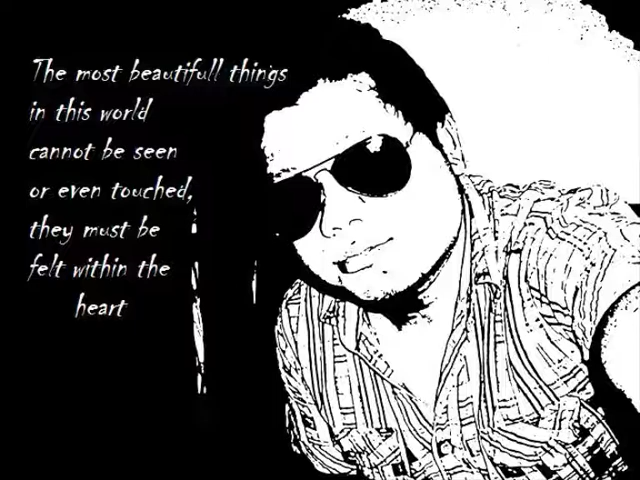 The most beautifull things
in this world
cannot be seen
or even touched,
they must be
felt within the
heart